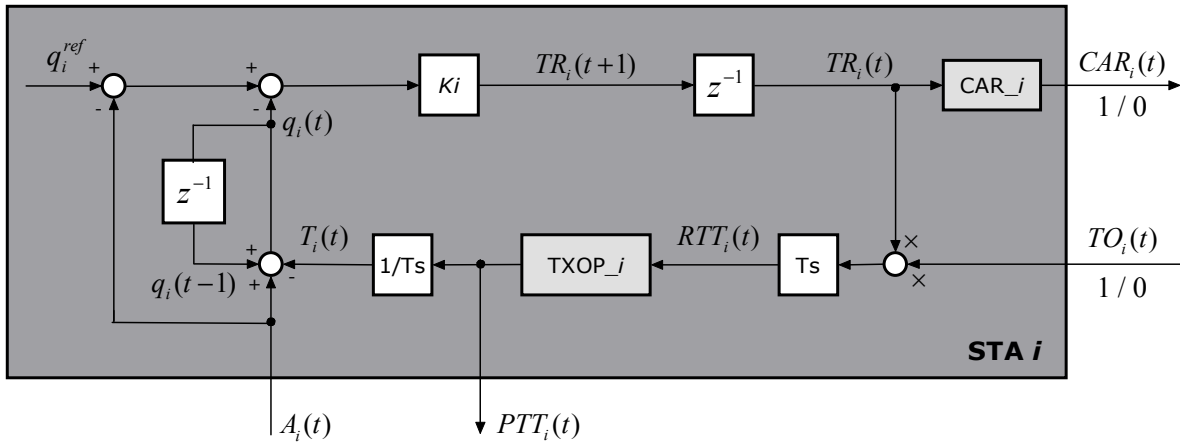 q_i^{ref} + - + - Ki TR_i(t+1) z^{-1} TR_i(t) CAR_i CAR_i(t)
1 / 0
q_i(t)
z^{-1}
T_i(t) RTT_i(t) × TO_i(t)
+ - + 1/Ts TXOP_i Ts ×
q_i(t−1) 1 / 0
STA i
A_i(t) PTT_i(t)